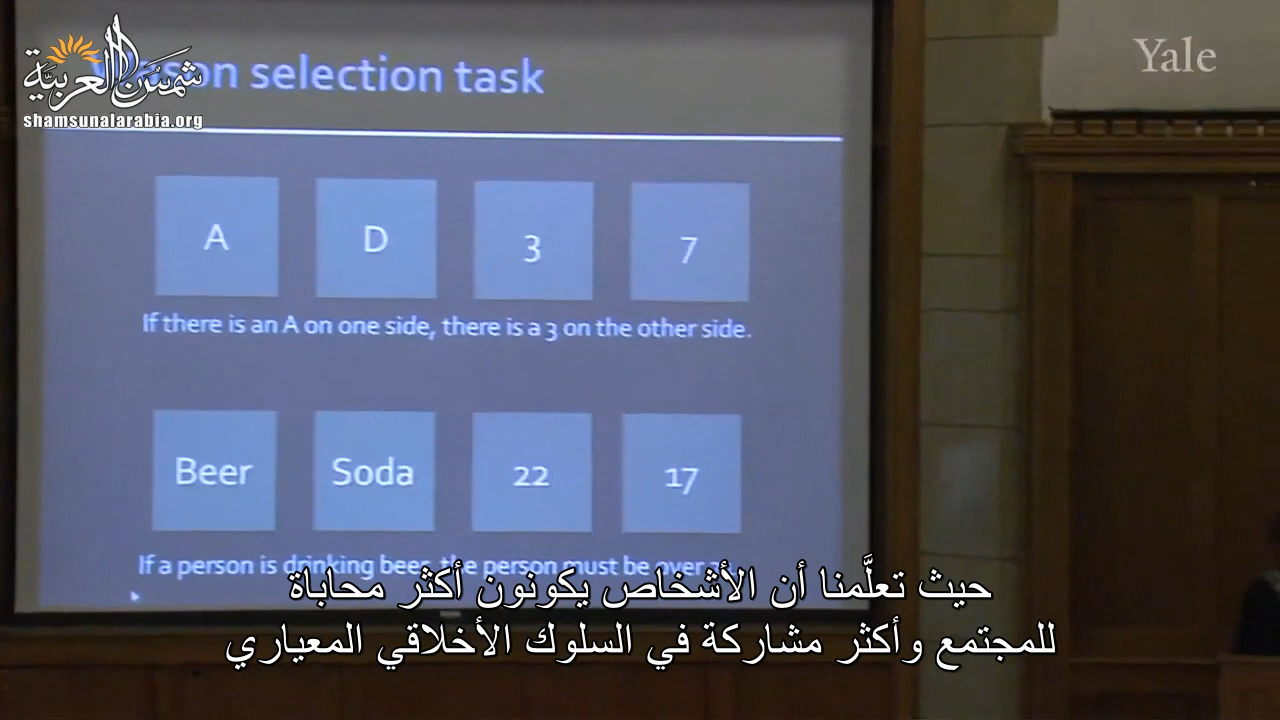 شمس العربية
shamsunalarabia.org
Yale
son selection task
A D 3 7
If there is an A on one side, there is a 3 on the other side.
Beer Soda 22 17
If a person is drinking beer, the person must be over
حيث تعلَّمنا أن الأشخاص يكونون أكثر محاباة
للمجتمع وأكثر مشاركة في السلوك الأخلاقي المعياري